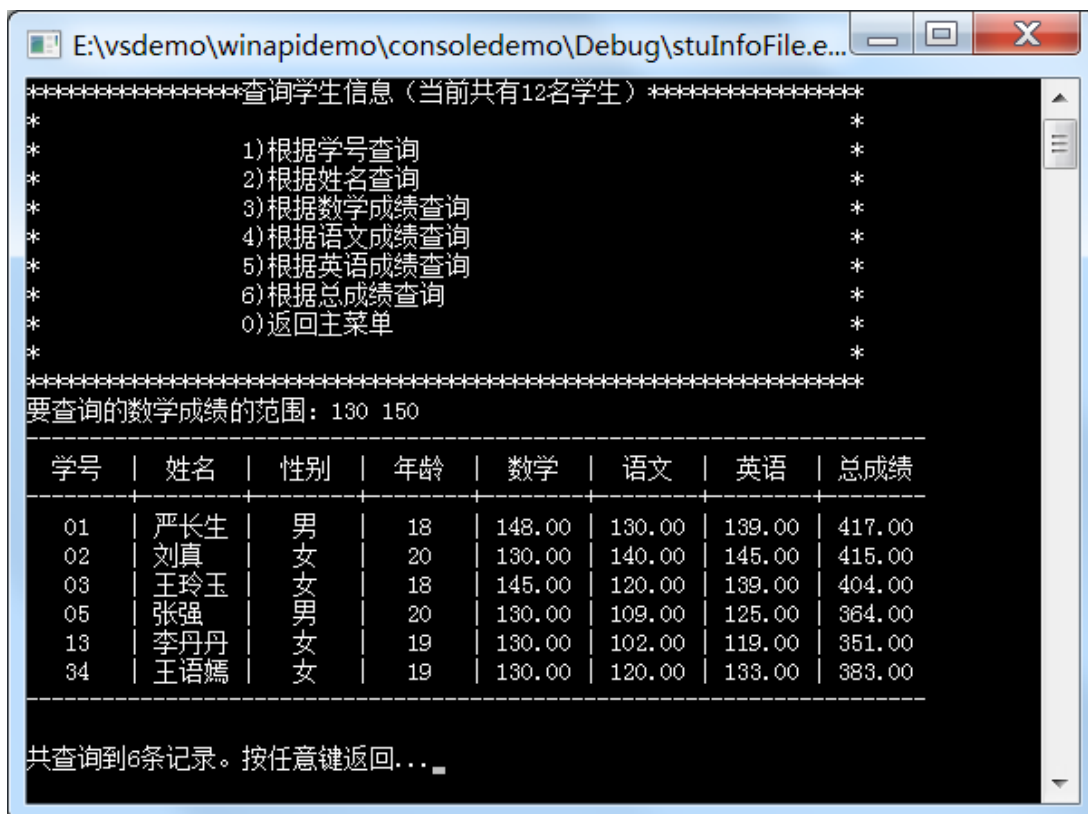 E:\vsdemo\winapidemo\consoledemo\Debug\stuInfoFile.e...
*****************查询学生信息（当前共有12名学生）*****************
* *
* 1)根据学号查询 *
* 2)根据姓名查询 *
* 3)根据数学成绩查询 *
* 4)根据语文成绩查询 *
* 5)根据英语成绩查询 *
* 6)根据总成绩查询 *
* 0)返回主菜单 *
* *
******************************************************************
要查询的数学成绩的范围：130 150
学号 | 姓名 | 性别 | 年龄 | 数学 | 语文 | 英语 | 总成绩
01 | 严长生 | 男 | 18 | 148.00 | 130.00 | 139.00 | 417.00
02 | 刘真 | 女 | 20 | 130.00 | 140.00 | 145.00 | 415.00
03 | 王玲玉 | 女 | 18 | 145.00 | 120.00 | 139.00 | 404.00
05 | 张强 | 男 | 20 | 130.00 | 109.00 | 125.00 | 364.00
13 | 李丹丹 | 女 | 19 | 130.00 | 102.00 | 119.00 | 351.00
34 | 王语嫣 | 女 | 19 | 130.00 | 120.00 | 133.00 | 383.00
共查询到6条记录。按任意键返回..._